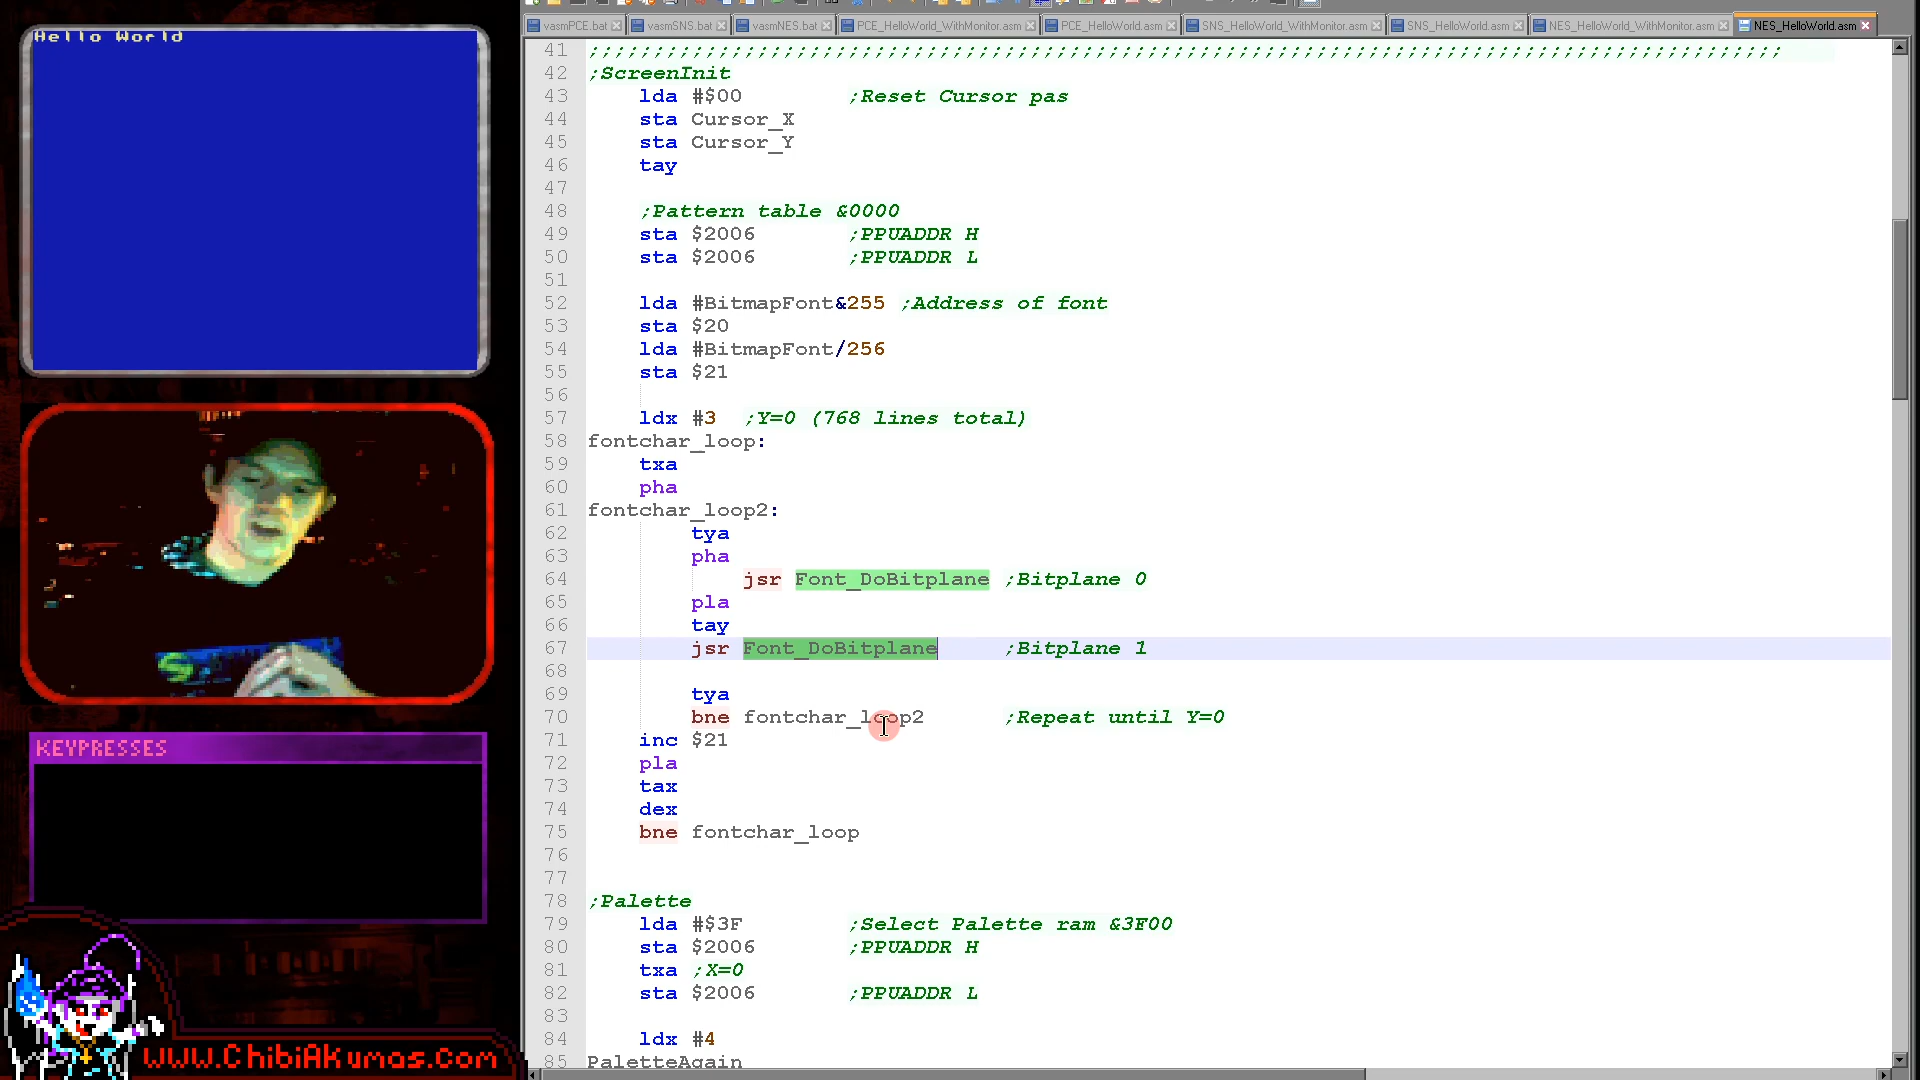 Hello World
KEYPRESSES
www.ChibiAkumas.com
vasmPCE.bat
vasmSNS.bat
vasmNES.bat
PCE_HelloWorld_WithMonitor.asm
PCE_HelloWorld.asm
SNS_HelloWorld_WithMonitor.asm
SNS_HelloWorld.asm
NES_HelloWorld_WithMonitor.asm
NES_HelloWorld.asm
41 ;;;;;;;;;;;;;;;;;;;;;;;;;;;;;;;;;;;;;;;;;;;;;;;;;;;;;;;;;;;;;;;;;;;;;;;;;;;;;;;;;;;;;;;;;;;;
42 ;ScreenInit
43 lda #$00 ;Reset Cursor pas
44 sta Cursor_X
45 sta Cursor_Y
46 tay
47
48 ;Pattern table &0000
49 sta $2006 ;PPUADDR H
50 sta $2006 ;PPUADDR L
51
52 lda #BitmapFont&255 ;Address of font
53 sta $20
54 lda #BitmapFont/256
55 sta $21
56
57 ldx #3 ;Y=0 (768 lines total)
58 fontchar_loop:
59 txa
60 pha
61 fontchar_loop2:
62 tya
63 pha
64 jsr Font_DoBitplane ;Bitplane 0
65 pla
66 tay
67 jsr Font_DoBitplane ;Bitplane 1
68
69 tya
70 bne fontchar_loop2 ;Repeat until Y=0
71 inc $21
72 pla
73 tax
74 dex
75 bne fontchar_loop
76
77
78 ;Palette
79 lda #$3F ;Select Palette ram &3F00
80 sta $2006 ;PPUADDR H
81 txa ;X=0
82 sta $2006 ;PPUADDR L
83
84 ldx #4
85 PaletteAgain